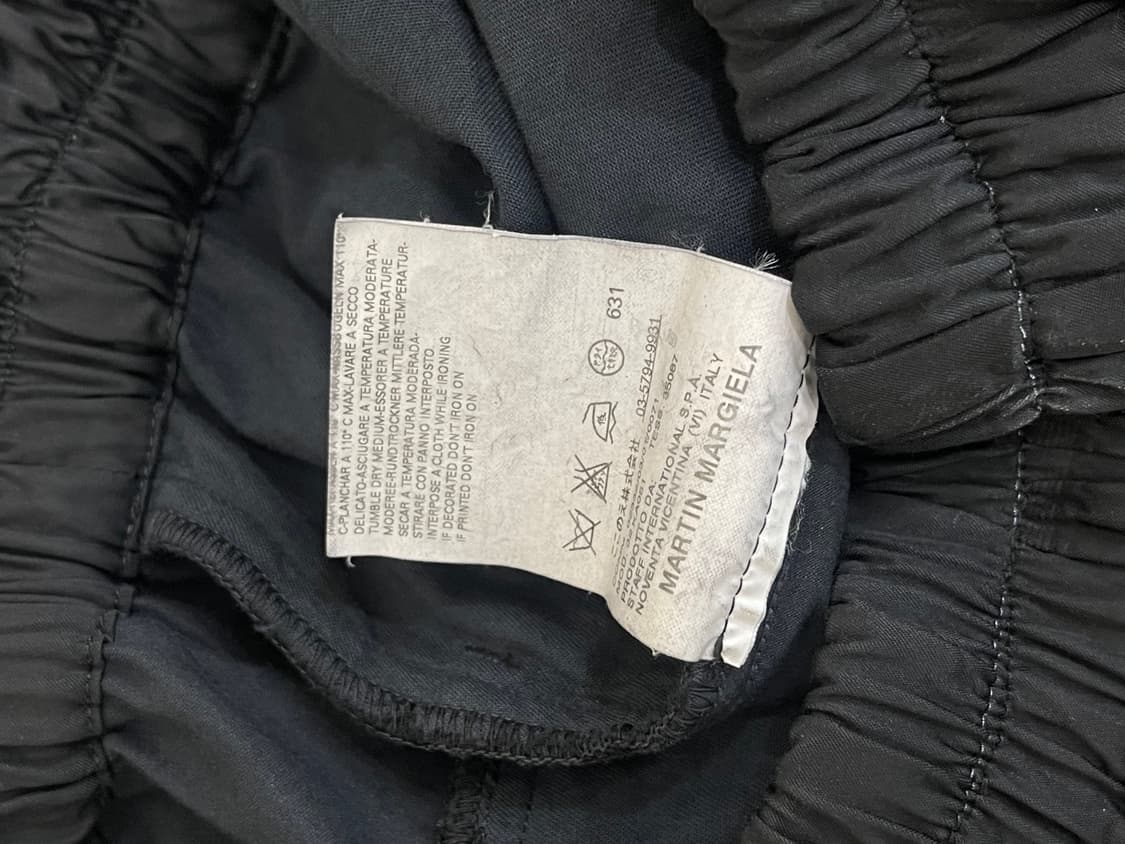 MARTIN MARGIELA
NOVENTA VICENTINA (VI) ITALY
STAFF INTERNATIONAL S.P.A.
PRODOTTO DA
03-5794-9931
631
IF PRINTED DON'T IRON ON
IF DECORATED DON'T IRON ON
INTERPOSE A CLOTH WHILE IRONING
STIRARE CON PANNO INTERPOSTO
SECAR A TEMPERATURA MODERADA-
MODEREE-RUNDTROCKNER MITTLERE TEMPERATUR-
TUMBLE DRY MEDIUM-ESSORER A TEMPERATURE
DELICATO-ASCIUGARE A TEMPERATURA MODERATA-
C-PLANCHAR A 110° C MAX-LAVARE A SECCO